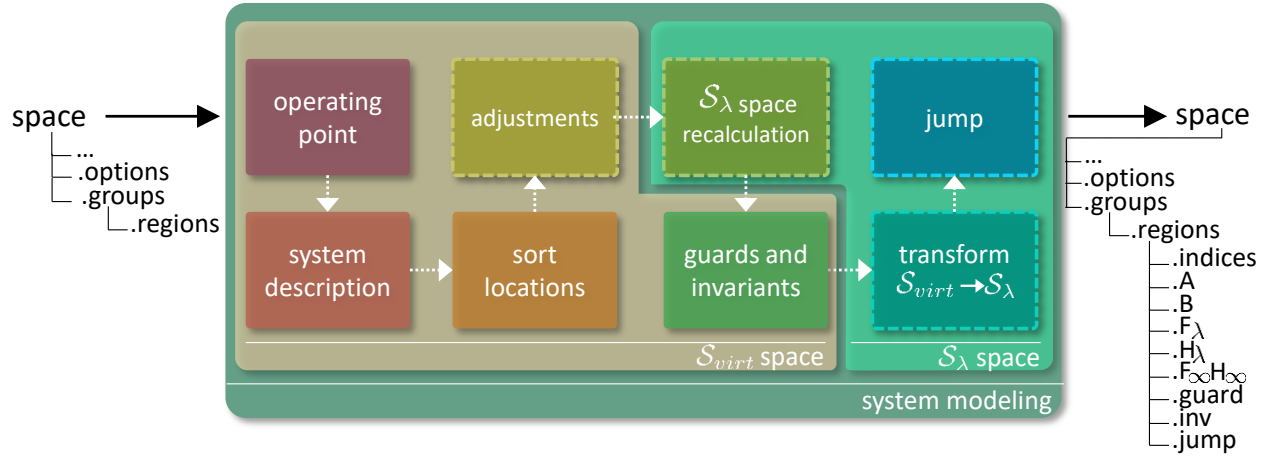 space
...
.options
.groups
.regions
operating
point
adjustments
𝒮λ space
recalculation
jump
system
description
sort
locations
guards and
invariants
transform
𝒮virt → 𝒮λ
𝒮virt space
𝒮λ space
system modeling
space
...
.options
.groups
.regions
.indices
.A
.B
.Fλ
.Hλ
.F∞H∞
.guard
.inv
.jump